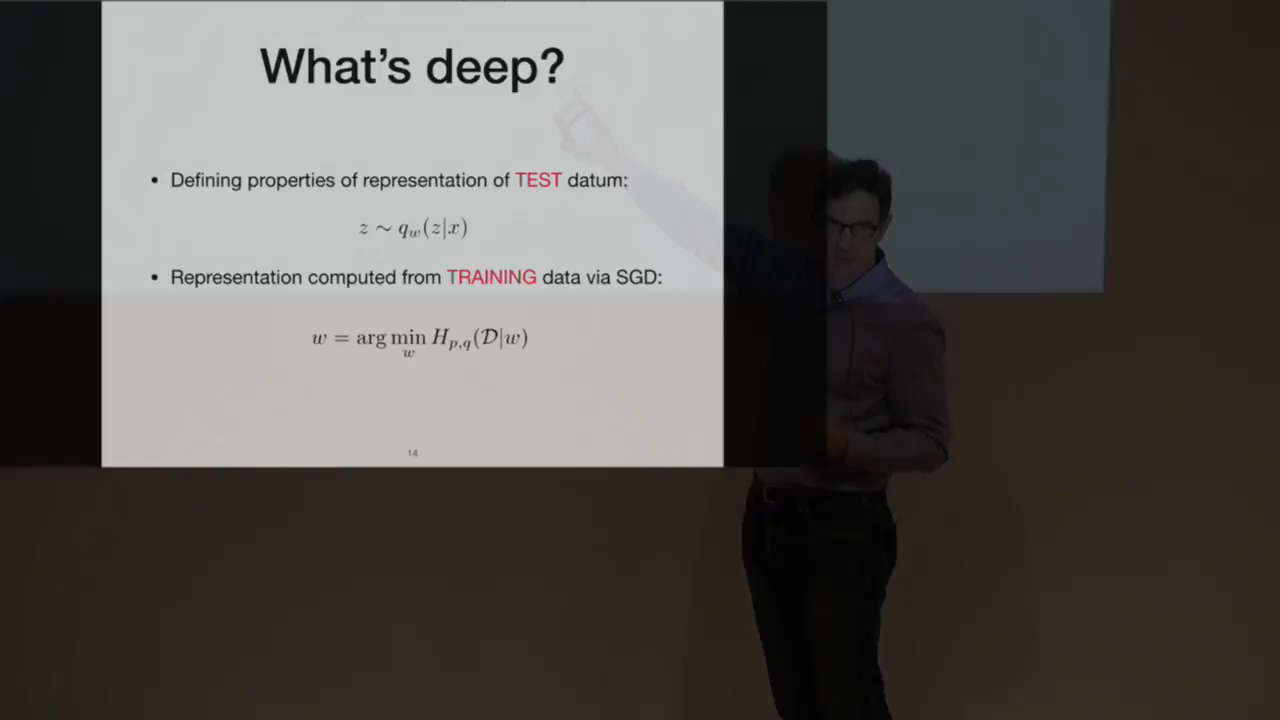 What's deep?
• Defining properties of representation of TEST datum:
z ∼ q_w(z|x)
• Representation computed from TRAINING data via SGD:
w = arg min_w H_{p,q}(𝒟|w)
14